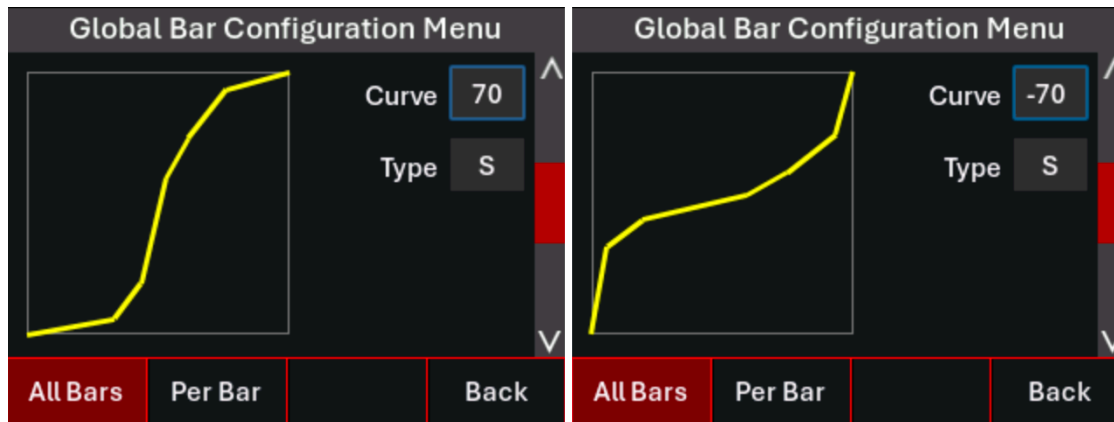 Global Bar Configuration Menu
Curve 70
Type S
All Bars Per Bar Back
Global Bar Configuration Menu
Curve -70
Type S
All Bars Per Bar Back